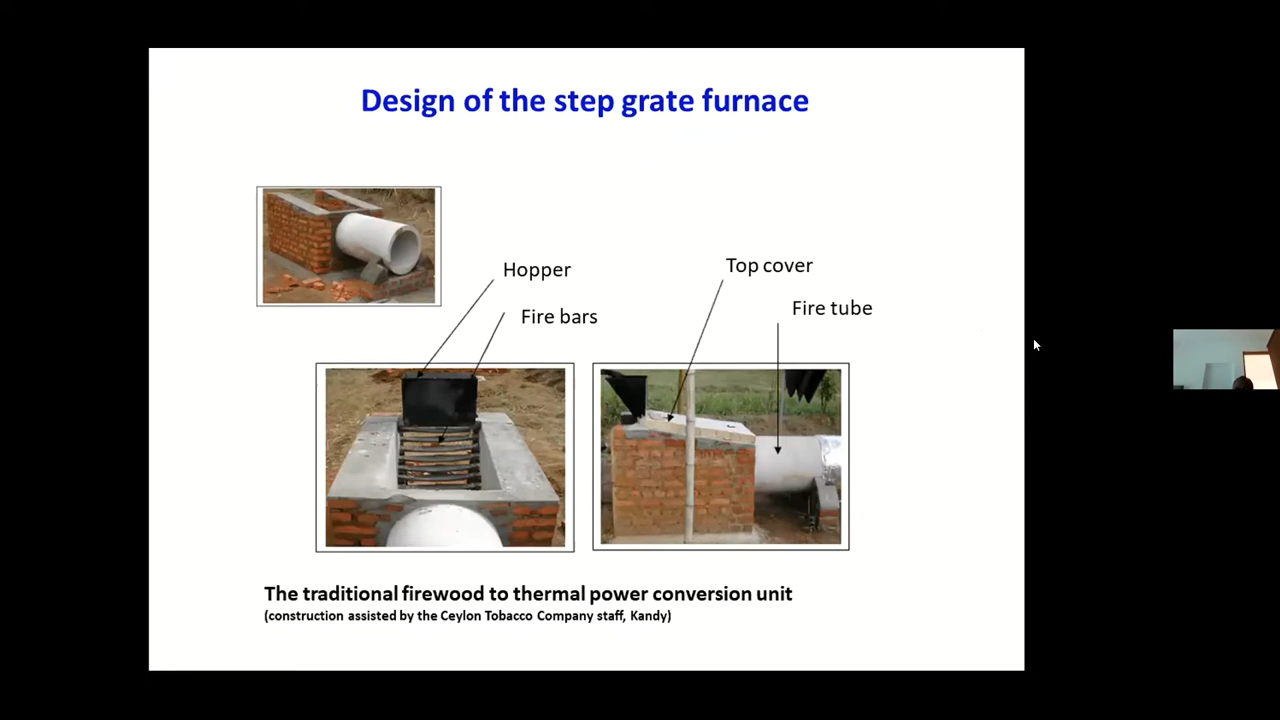 Design of the step grate furnace
Hopper
Top cover
Fire bars
Fire tube
The traditional firewood to thermal power conversion unit
(construction assisted by the Ceylon Tobacco Company staff, Kandy)